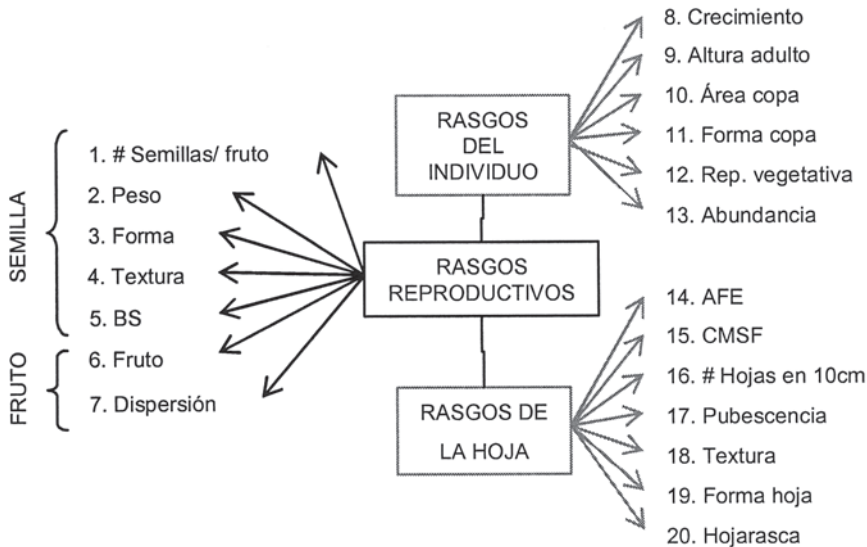 SEMILLA
1. # Semillas/ fruto
2. Peso
3. Forma
4. Textura
5. BS
FRUTO
6. Fruto
7. Dispersión
RASGOS
DEL
INDIVIDUO
RASGOS
REPRODUCTIVOS
RASGOS DE
LA HOJA
8. Crecimiento
9. Altura adulto
10. Área copa
11. Forma copa
12. Rep. vegetativa
13. Abundancia
14. AFE
15. CMSF
16. # Hojas en 10cm
17. Pubescencia
18. Textura
19. Forma hoja
20. Hojarasca